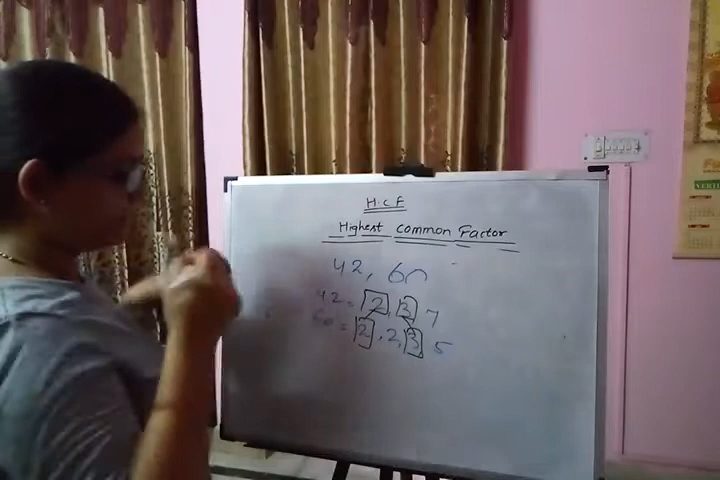 H.C.F
Highest Common Factor
42, 60
42 = 2, 3, 7
60 = 2, 2, 3, 5